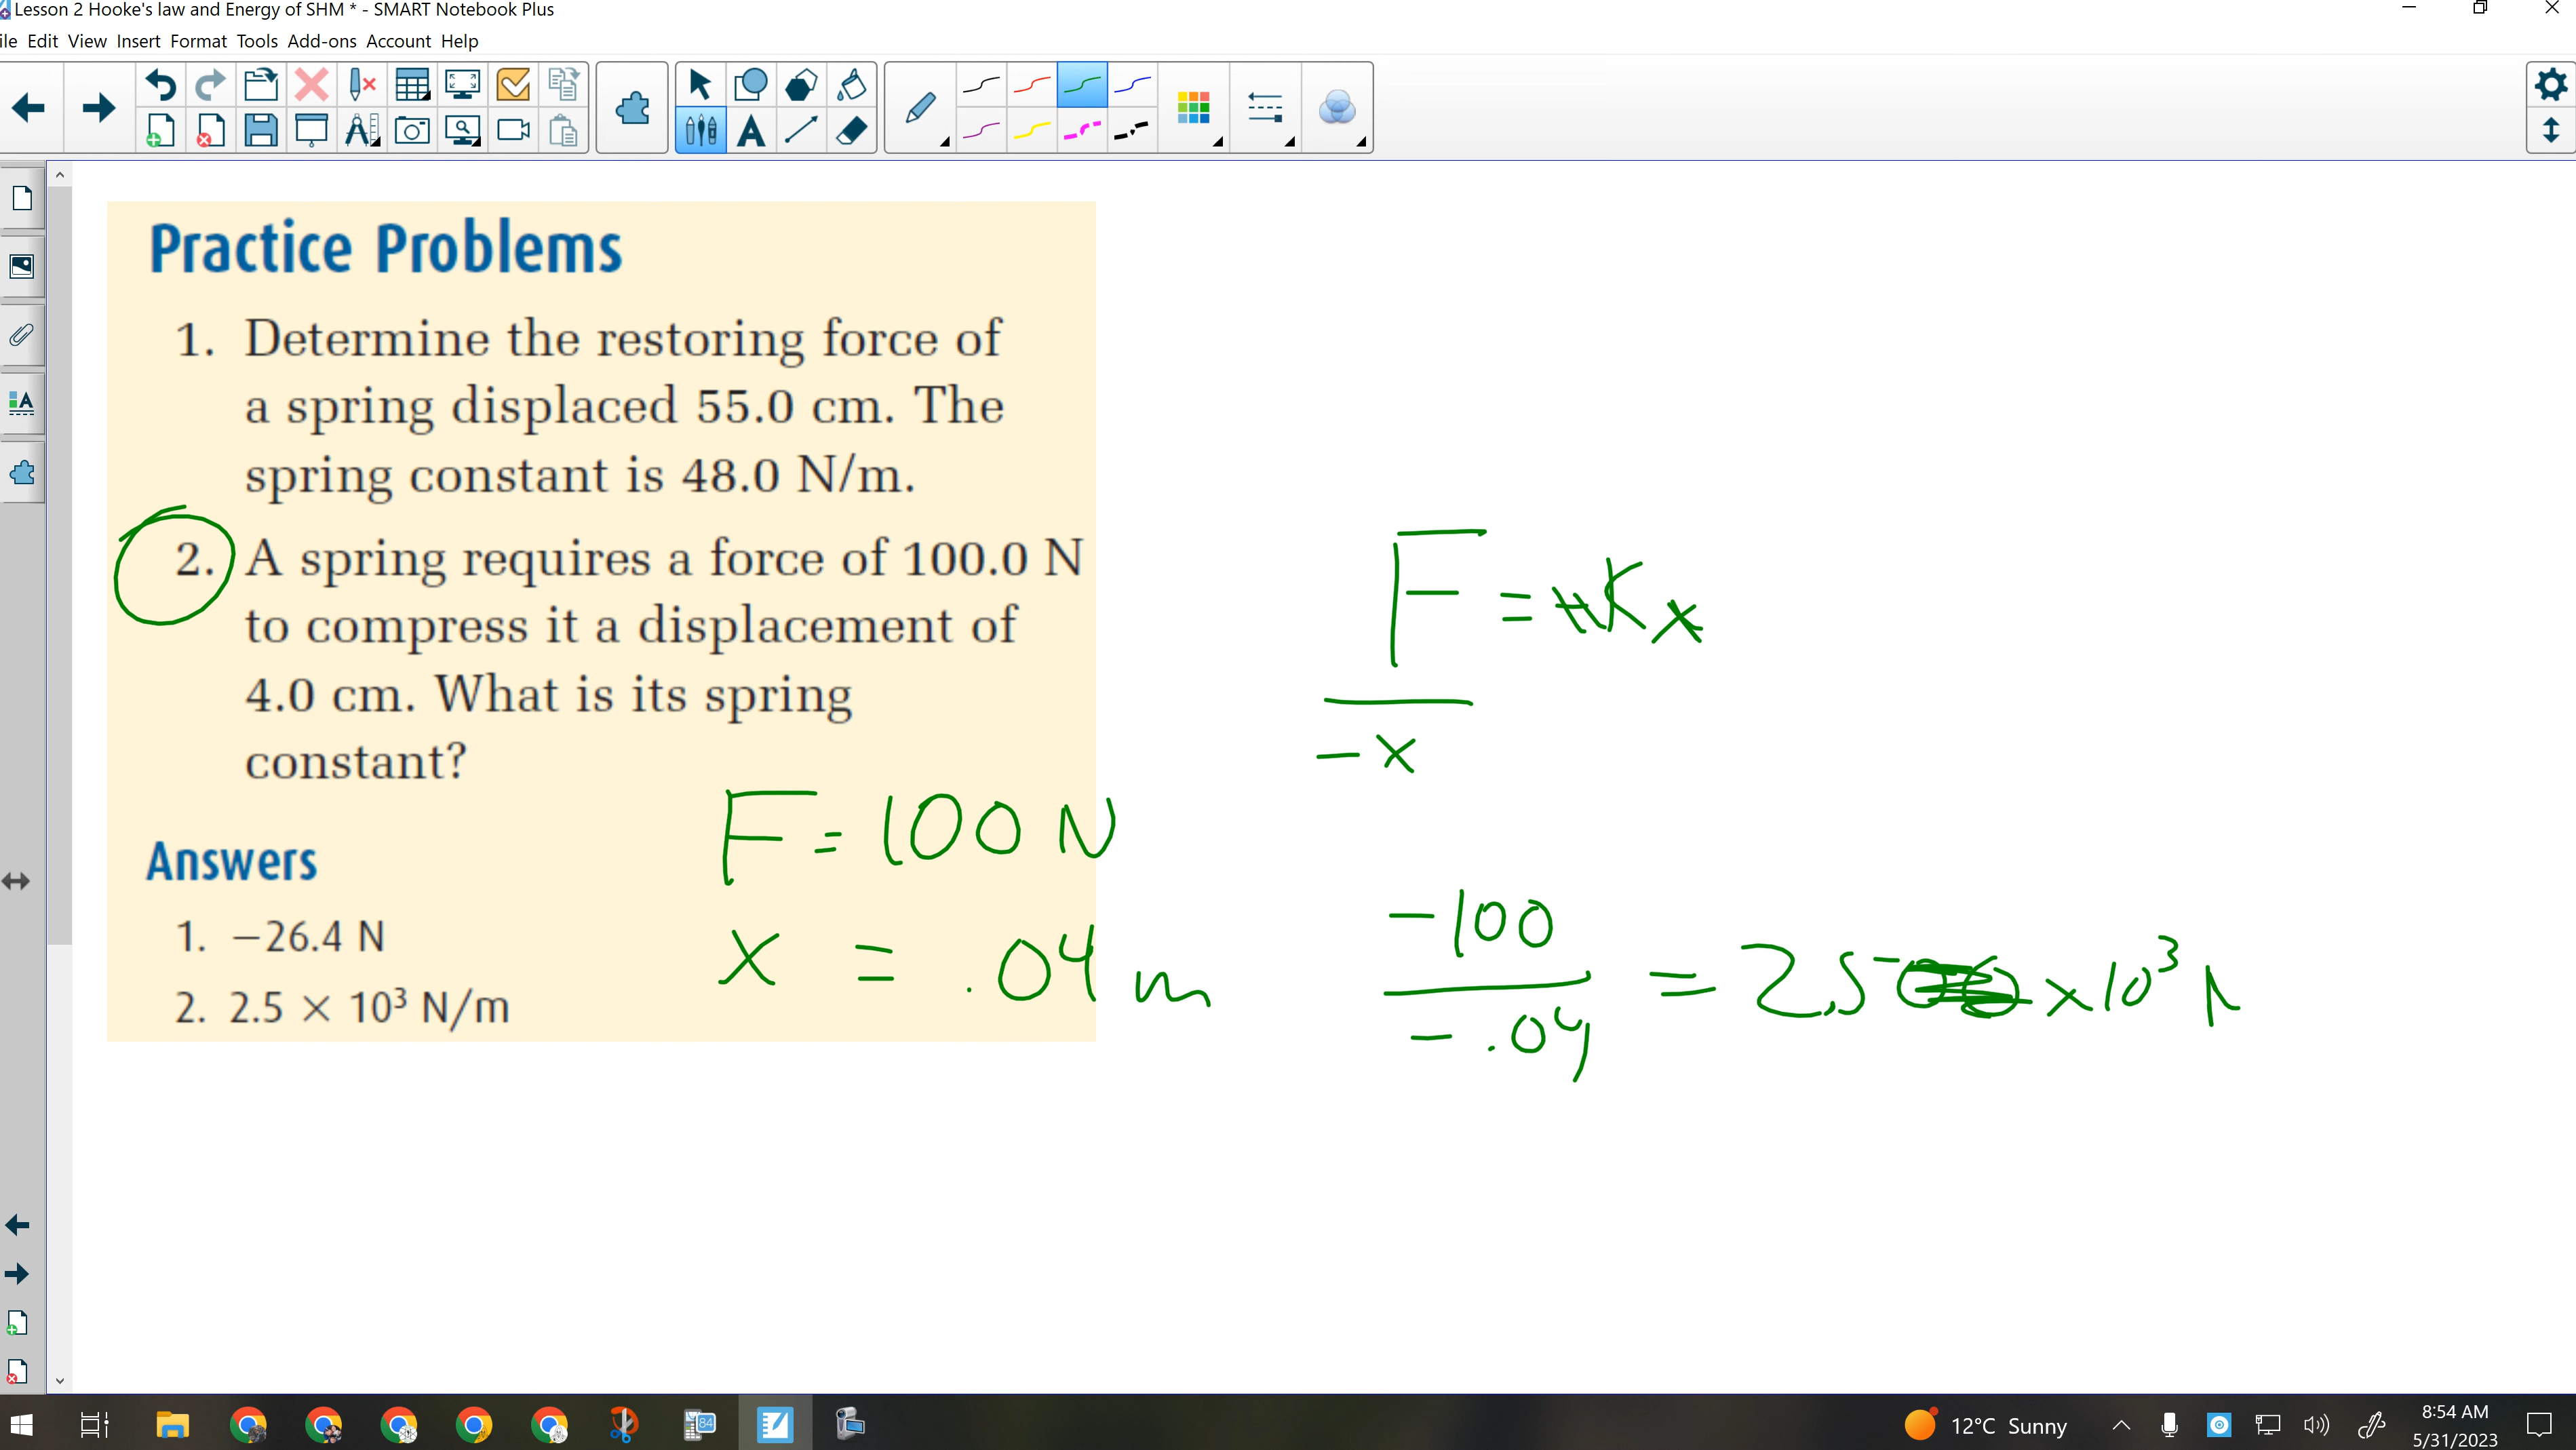 Lesson 2 Hooke's law and Energy of SHM * - SMART Notebook Plus
ile Edit View Insert Format Tools Add-ons Account Help
Practice Problems
1. Determine the restoring force of
a spring displaced 55.0 cm. The
spring constant is 48.0 N/m.
2. A spring requires a force of 100.0 N
to compress it a displacement of
4.0 cm. What is its spring
constant?
Answers
1. −26.4 N
2. 2.5 × 10³ N/m
F = 100 N
x = .04 m
F = Kx
- x
-100
- .04
= 2.5 x10³ N
84
12°C Sunny
8:54 AM
5/31/2023